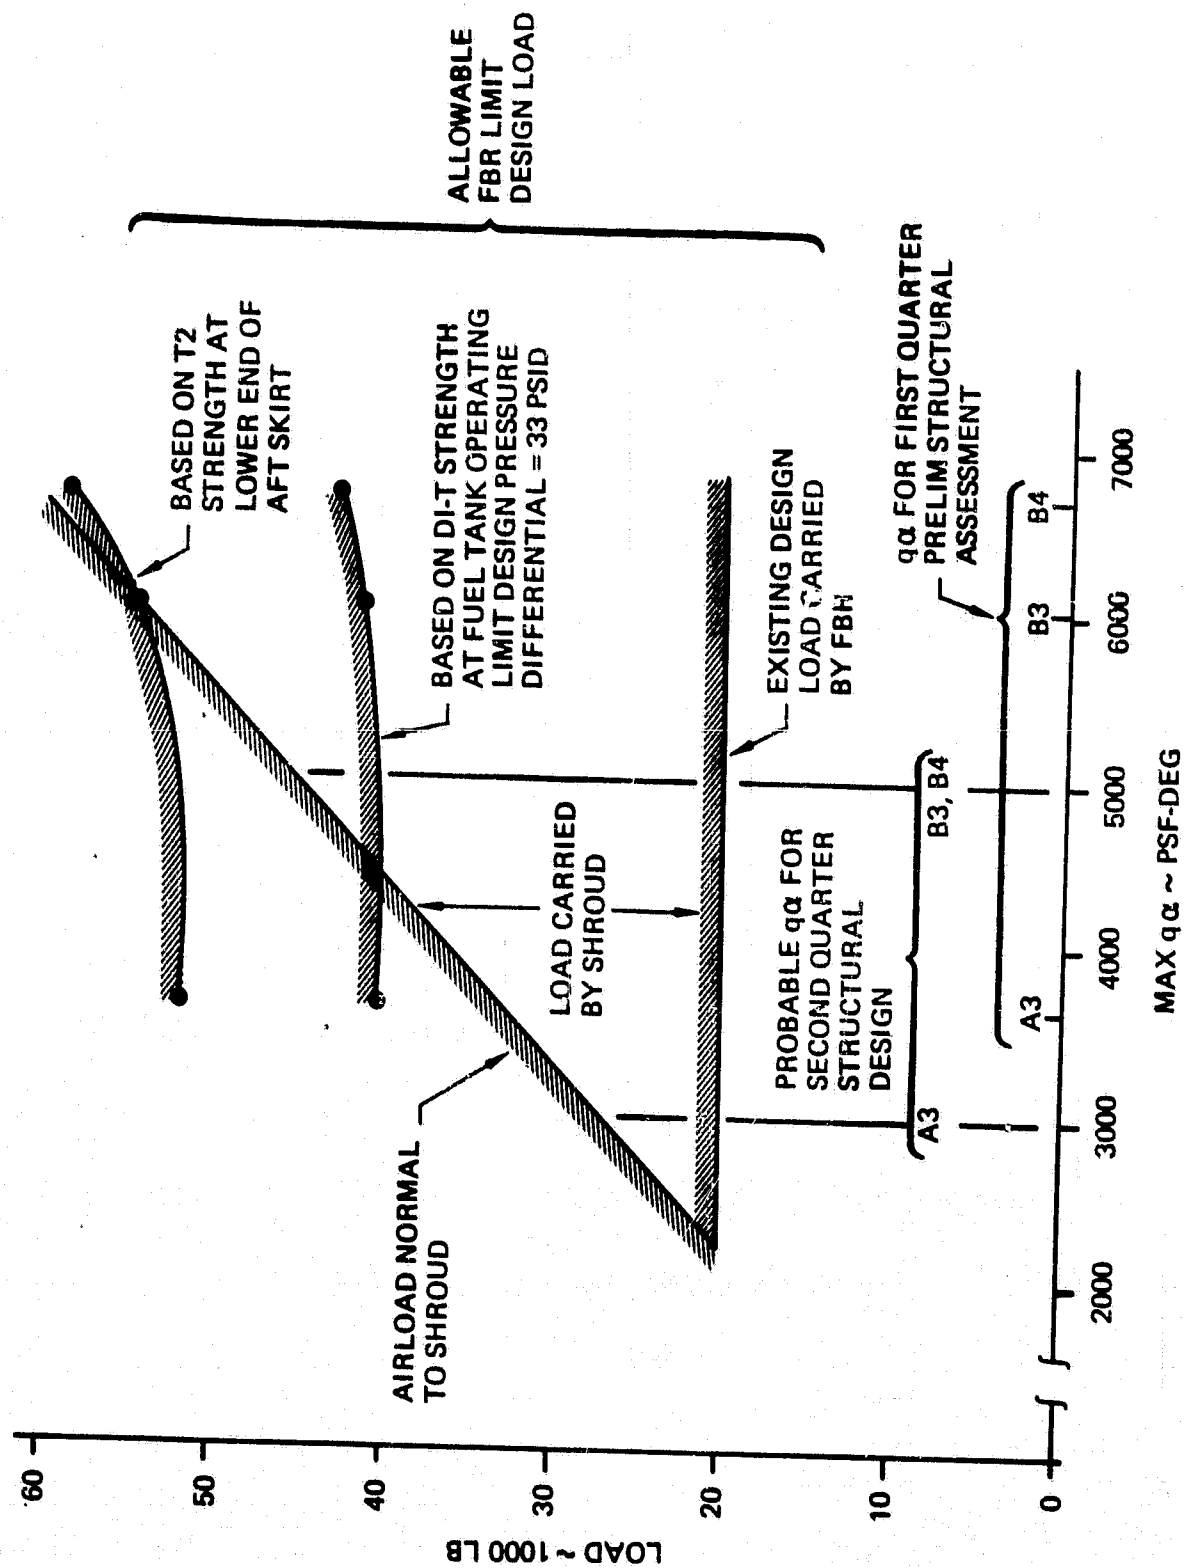 ALLOWABLE
FBR LIMIT
DESIGN LOAD
BASED ON T2
STRENGTH AT
LOWER END OF
AFT SKIRT
BASED ON DI-T STRENGTH
AT FUEL TANK OPERATING
LIMIT DESIGN PRESSURE
DIFFERENTIAL = 33 PSID
AIRLOAD NORMAL
TO SHROUD
LOAD CARRIED
BY SHROUD
EXISTING DESIGN
LOAD CARRIED
BY FBR
PROBABLE qα FOR
SECOND QUARTER
STRUCTURAL
DESIGN
qα FOR FIRST QUARTER
PRELIM STRUCTURAL
ASSESSMENT
A3
B3, B4
A3
B3
B4
60
50
40
30
20
10
0
LOAD ~ 1000 LB
2000
3000
4000
5000
6000
7000
MAX qα ~ PSF-DEG